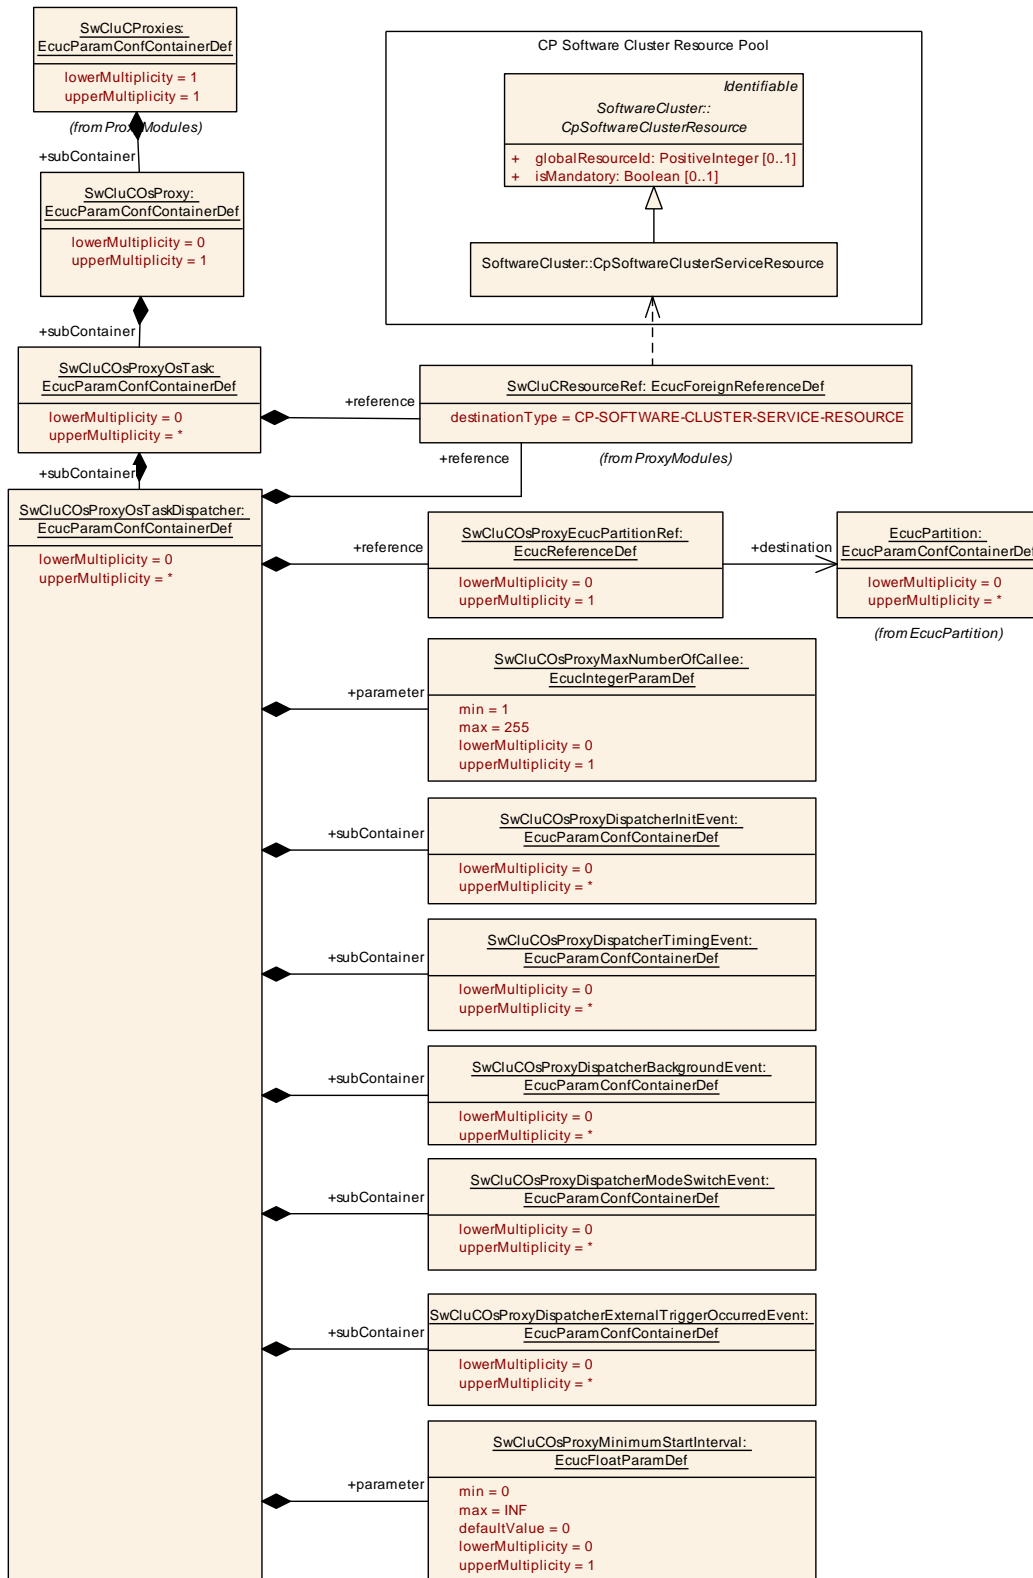 SwCluCProxies:
EcucParamConfContainerDef
lowerMultiplicity = 1
upperMultiplicity = 1
(from ProxyModules)
+subContainer
SwCluCOsProxy:
EcucParamConfContainerDef
lowerMultiplicity = 0
upperMultiplicity = 1
+subContainer
CP Software Cluster Resource Pool
Identifiable
SoftwareCluster::
CpSoftwareClusterResource
+ globalResourceId: PositiveInteger [0..1]
+ isMandatory: Boolean [0..1]
SoftwareCluster::CpSoftwareClusterServiceResource
SwCluCOsProxyOsTask:
EcucParamConfContainerDef
lowerMultiplicity = 0
upperMultiplicity = *
+reference
SwCluCResourceRef: EcucForeignReferenceDef
destinationType = CP-SOFTWARE-CLUSTER-SERVICE-RESOURCE
(from ProxyModules)
+subContainer
+reference
SwCluCOsProxyOsTaskDispatcher:
EcucParamConfContainerDef
lowerMultiplicity = 0
upperMultiplicity = *
+reference
SwCluCOsProxyEcucPartitionRef:
EcucReferenceDef
lowerMultiplicity = 0
upperMultiplicity = 1
+destination
EcucPartition:
EcucParamConfContainerDef
lowerMultiplicity = 0
upperMultiplicity = *
(from EcucPartition)
+parameter
SwCluCOsProxyMaxNumberOfCallee:
EcucIntegerParamDef
min = 1
max = 255
lowerMultiplicity = 0
upperMultiplicity = 1
+subContainer
SwCluCOsProxyDispatcherInitEvent:
EcucParamConfContainerDef
lowerMultiplicity = 0
upperMultiplicity = *
+subContainer
SwCluCOsProxyDispatcherTimingEvent:
EcucParamConfContainerDef
lowerMultiplicity = 0
upperMultiplicity = *
+subContainer
SwCluCOsProxyDispatcherBackgroundEvent:
EcucParamConfContainerDef
lowerMultiplicity = 0
upperMultiplicity = *
+subContainer
SwCluCOsProxyDispatcherModeSwitchEvent:
EcucParamConfContainerDef
lowerMultiplicity = 0
upperMultiplicity = *
+subContainer
SwCluCOsProxyDispatcherExternalTriggerOccurredEvent:
EcucParamConfContainerDef
lowerMultiplicity = 0
upperMultiplicity = *
+parameter
SwCluCOsProxyMinimumStartInterval:
EcucFloatParamDef
min = 0
max = INF
defaultValue = 0
lowerMultiplicity = 0
upperMultiplicity = 1